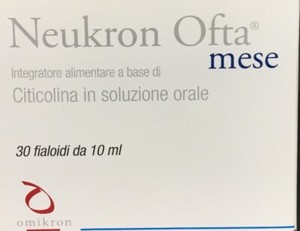 Neukron Ofta®
mese
Integratore alimentare a base di
Citicolina in soluzione orale
30 fialoidi da 10 ml
omikron